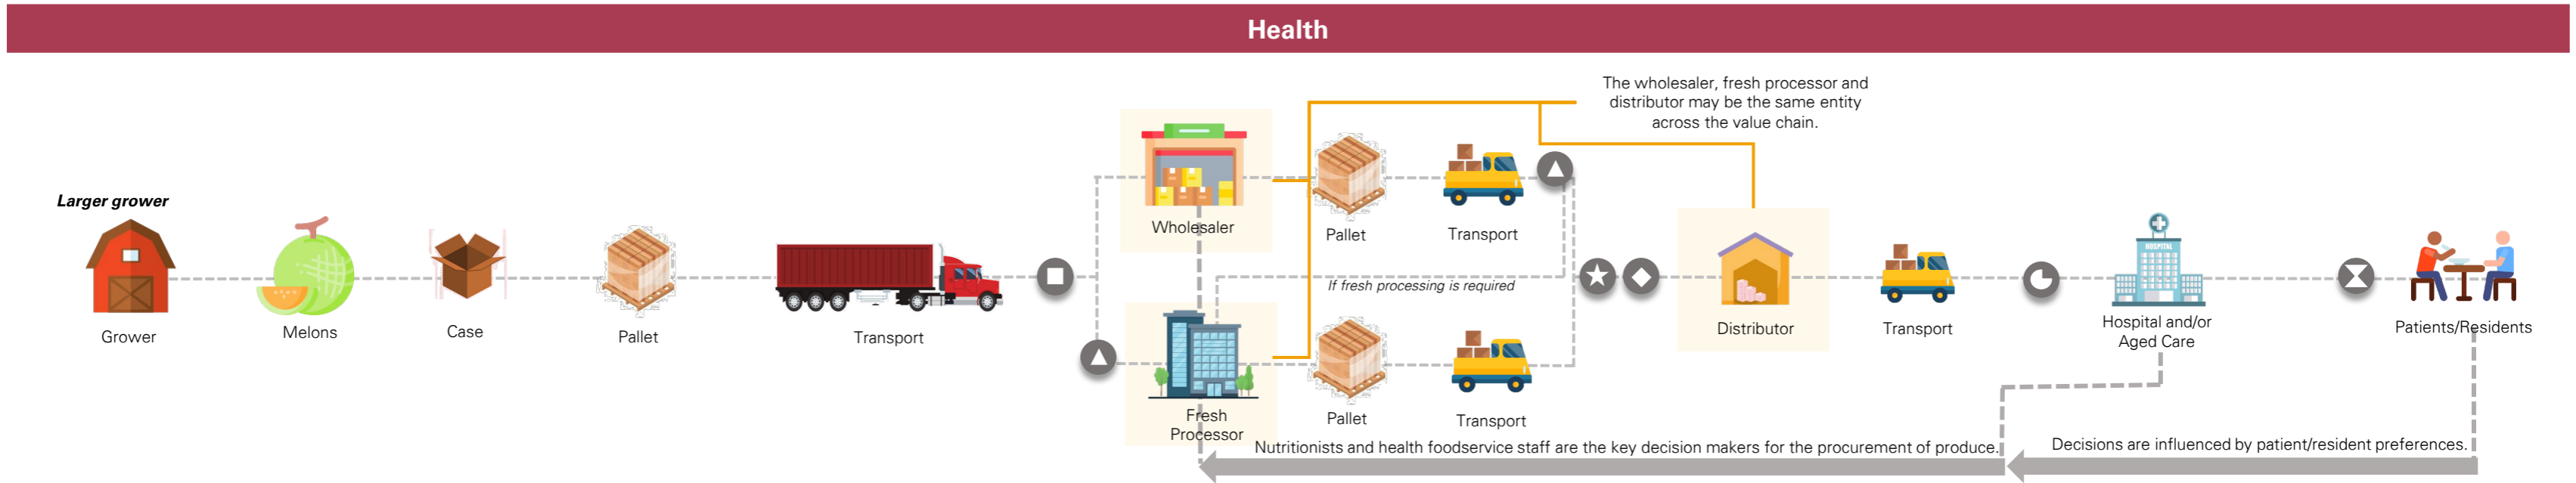 Health
The wholesaler, fresh processor and
distributor may be the same entity
across the value chain.
Larger grower
Grower
Melons
Case
Pallet
Transport
Wholesaler
Pallet
Transport
If fresh processing is required
Fresh
Processor
Pallet
Transport
Distributor
Transport
HOSPITAL
Hospital and/or
Aged Care
Patients/Residents
Nutritionists and health foodservice staff are the key decision makers for the procurement of produce.
Decisions are influenced by patient/resident preferences.